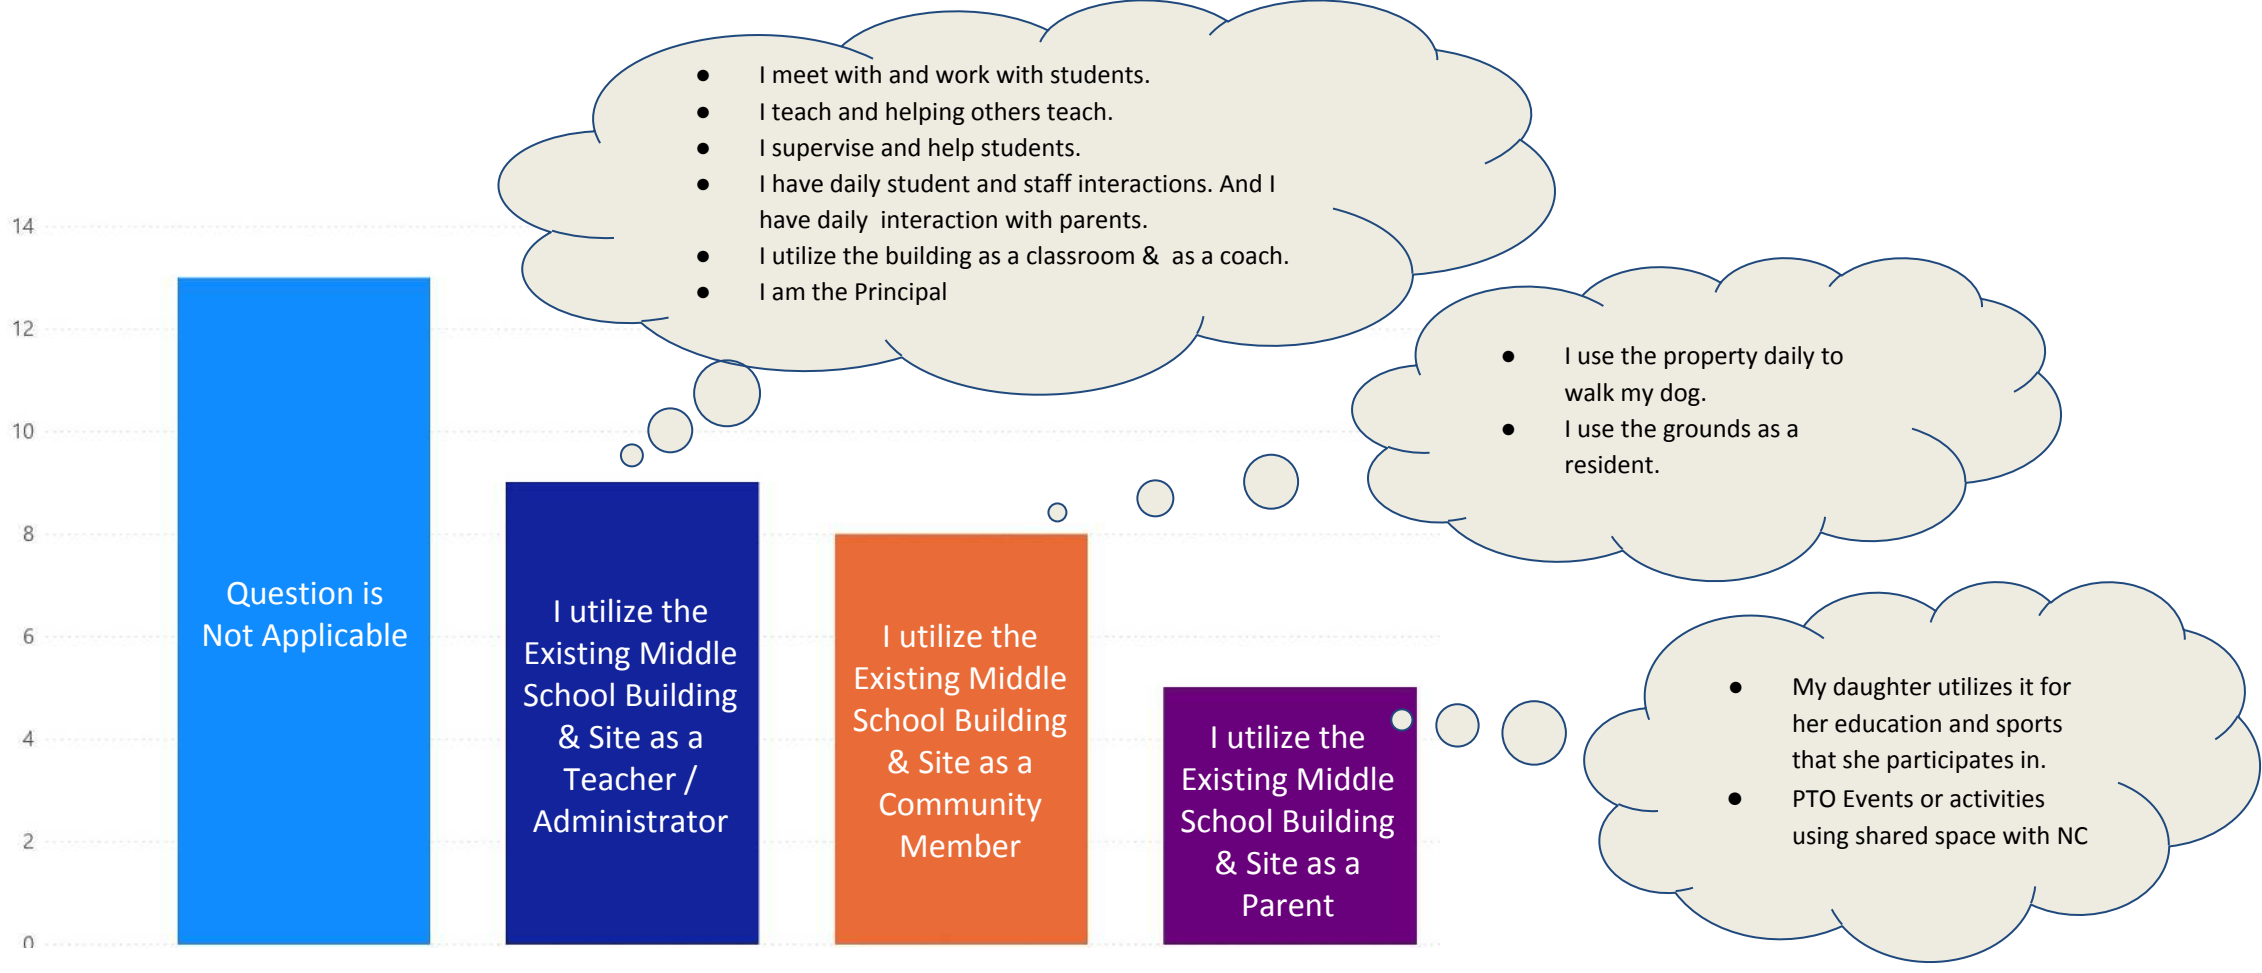 ● I meet with and work with students.
● I teach and helping others teach.
● I supervise and help students.
● I have daily student and staff interactions. And I
have daily interaction with parents.
● I utilize the building as a classroom & as a coach.
● I am the Principal
● I use the property daily to
walk my dog.
● I use the grounds as a
resident.
● My daughter utilizes it for
her education and sports
that she participates in.
● PTO Events or activities
using shared space with NC
14
12
10
8
6
4
2
0
Question is
Not Applicable
I utilize the
Existing Middle
School Building
& Site as a
Teacher /
Administrator
I utilize the
Existing Middle
School Building
& Site as a
Community
Member
I utilize the
Existing Middle
School Building
& Site as a
Parent